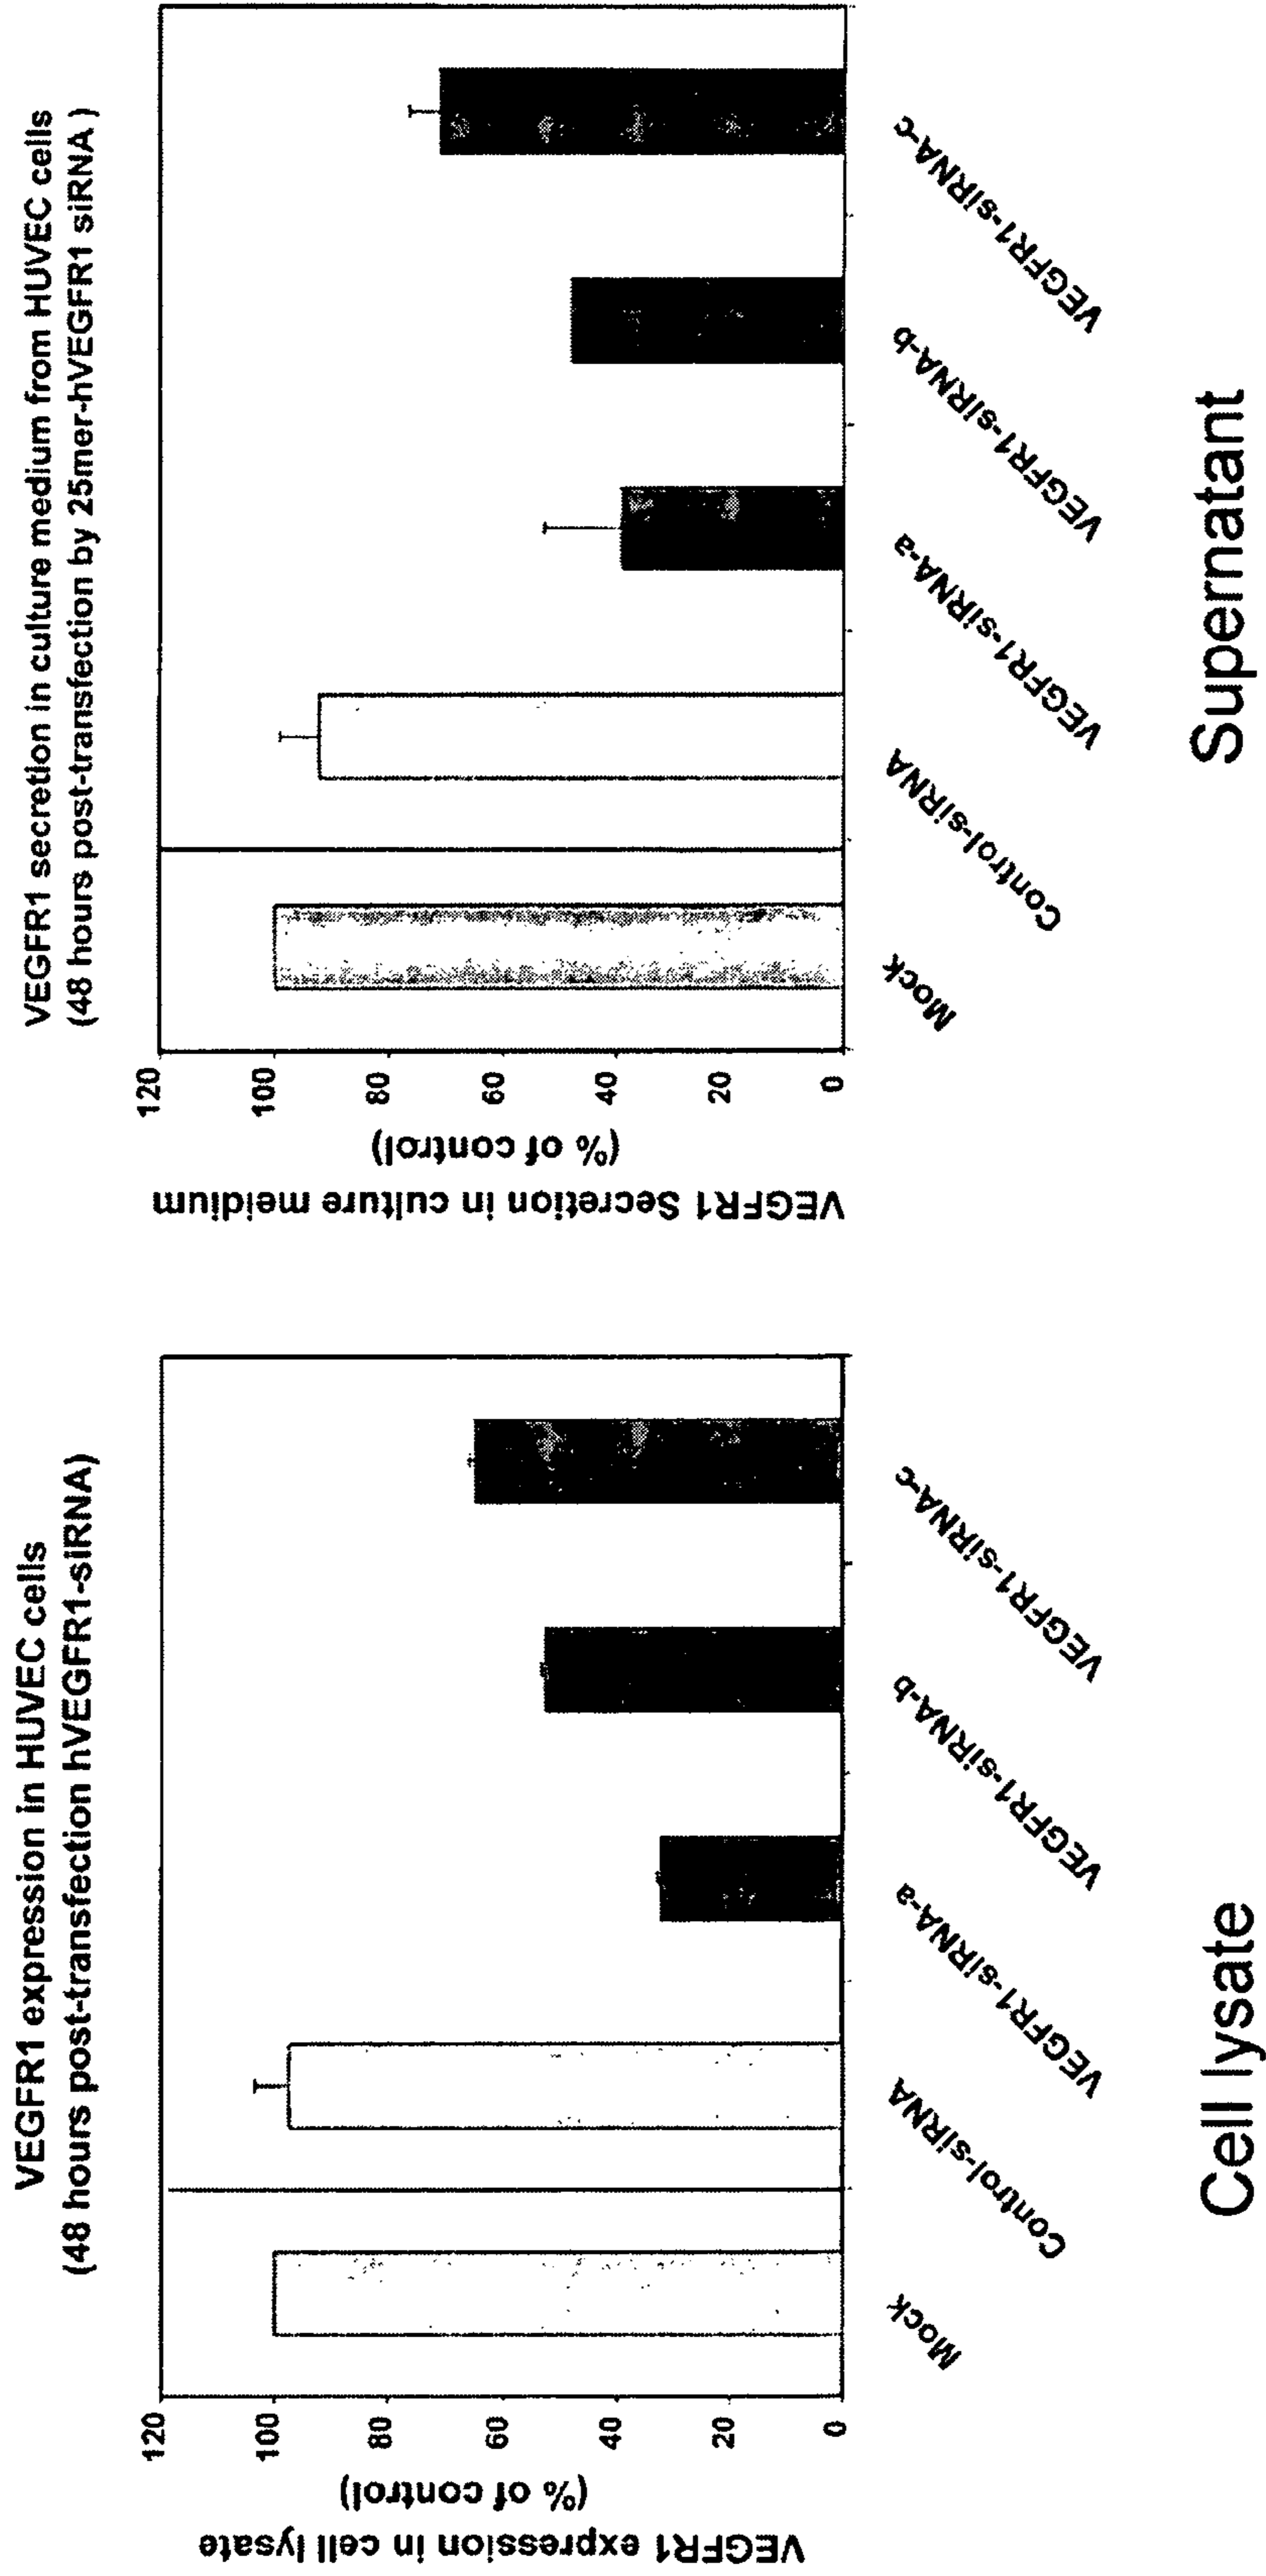 VEGFR1 expression in HUVEC cells
(48 hours post-transfection hVEGFR1-siRNA)
VEGFR1 expression in cell lysate
(% of control)
120
100
80
60
40
20
0
Mock
Control-siRNA
VEGFR1-siRNA-a
VEGFR1-siRNA-b
VEGFR1-siRNA-c
Cell lysate
VEGFR1 secretion in culture medium from HUVEC cells
(48 hours post-transfection by 25mer-hVEGFR1 siRNA )
VEGFR1 Secretion in culture meidium
(% of control)
120
100
80
60
40
20
0
Mock
Control-siRNA
VEGFR1-siRNA-a
VEGFR1-siRNA-b
VEGFR1-siRNA-c
Supernatant